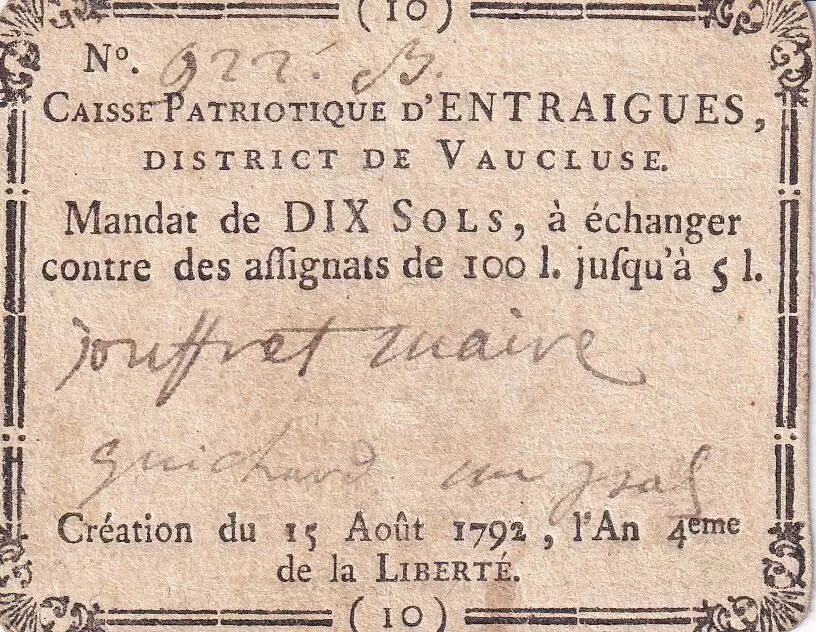 (10)
N°. 922. B.
CAISSE PATRIOTIQUE D'ENTRAIGUES,
DISTRICT DE VAUCLUSE.
Mandat de DIX SOLS, à échanger
contre des aſſignats de 100 l. juſqu'à 5 l.
jouffret maire
guichard
Création du 15 Août 1792, l'An 4eme
de la LIBERTÉ.
(10)